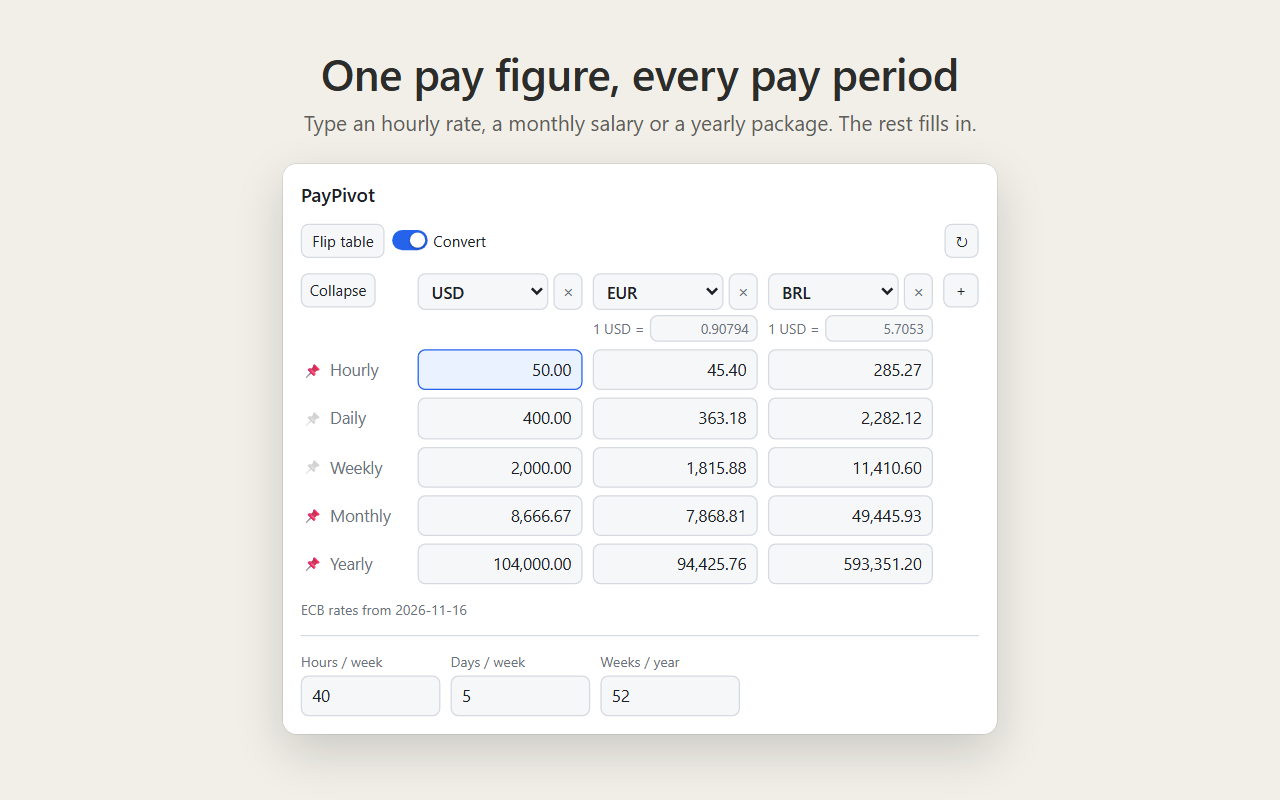 One pay figure, every pay period
Type an hourly rate, a monthly salary or a yearly package. The rest fills in.
PayPivot
Flip table Convert ↻
Collapse USD × EUR × BRL × +
1 USD = 0.90794 1 USD = 5.7053
Hourly 50.00 45.40 285.27
Daily 400.00 363.18 2,282.12
Weekly 2,000.00 1,815.88 11,410.60
Monthly 8,666.67 7,868.81 49,445.93
Yearly 104,000.00 94,425.76 593,351.20
ECB rates from 2026-11-16
Hours / week Days / week Weeks / year
40 5 52